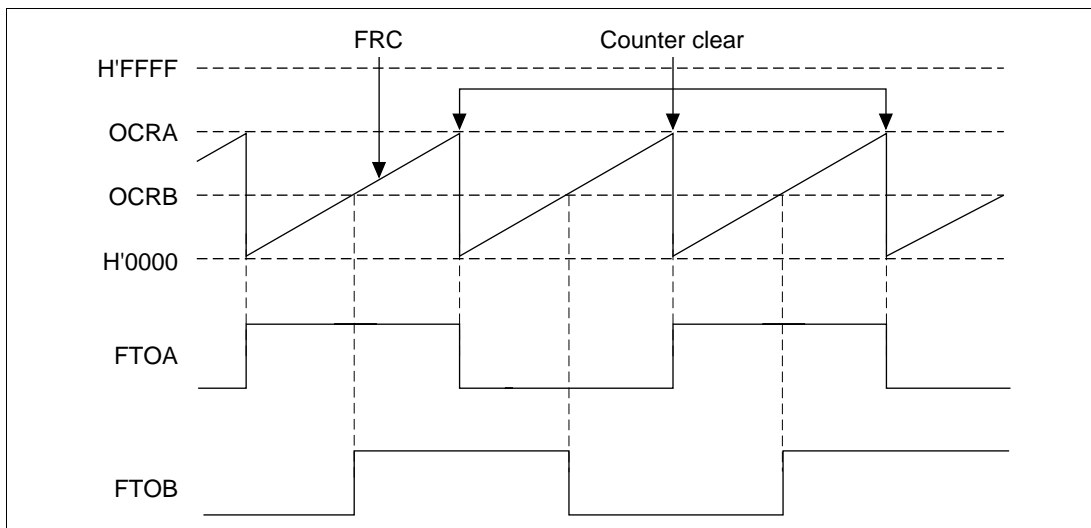 FRC Counter clear
H'FFFF
OCRA
OCRB
H'0000
FTOA
FTOB